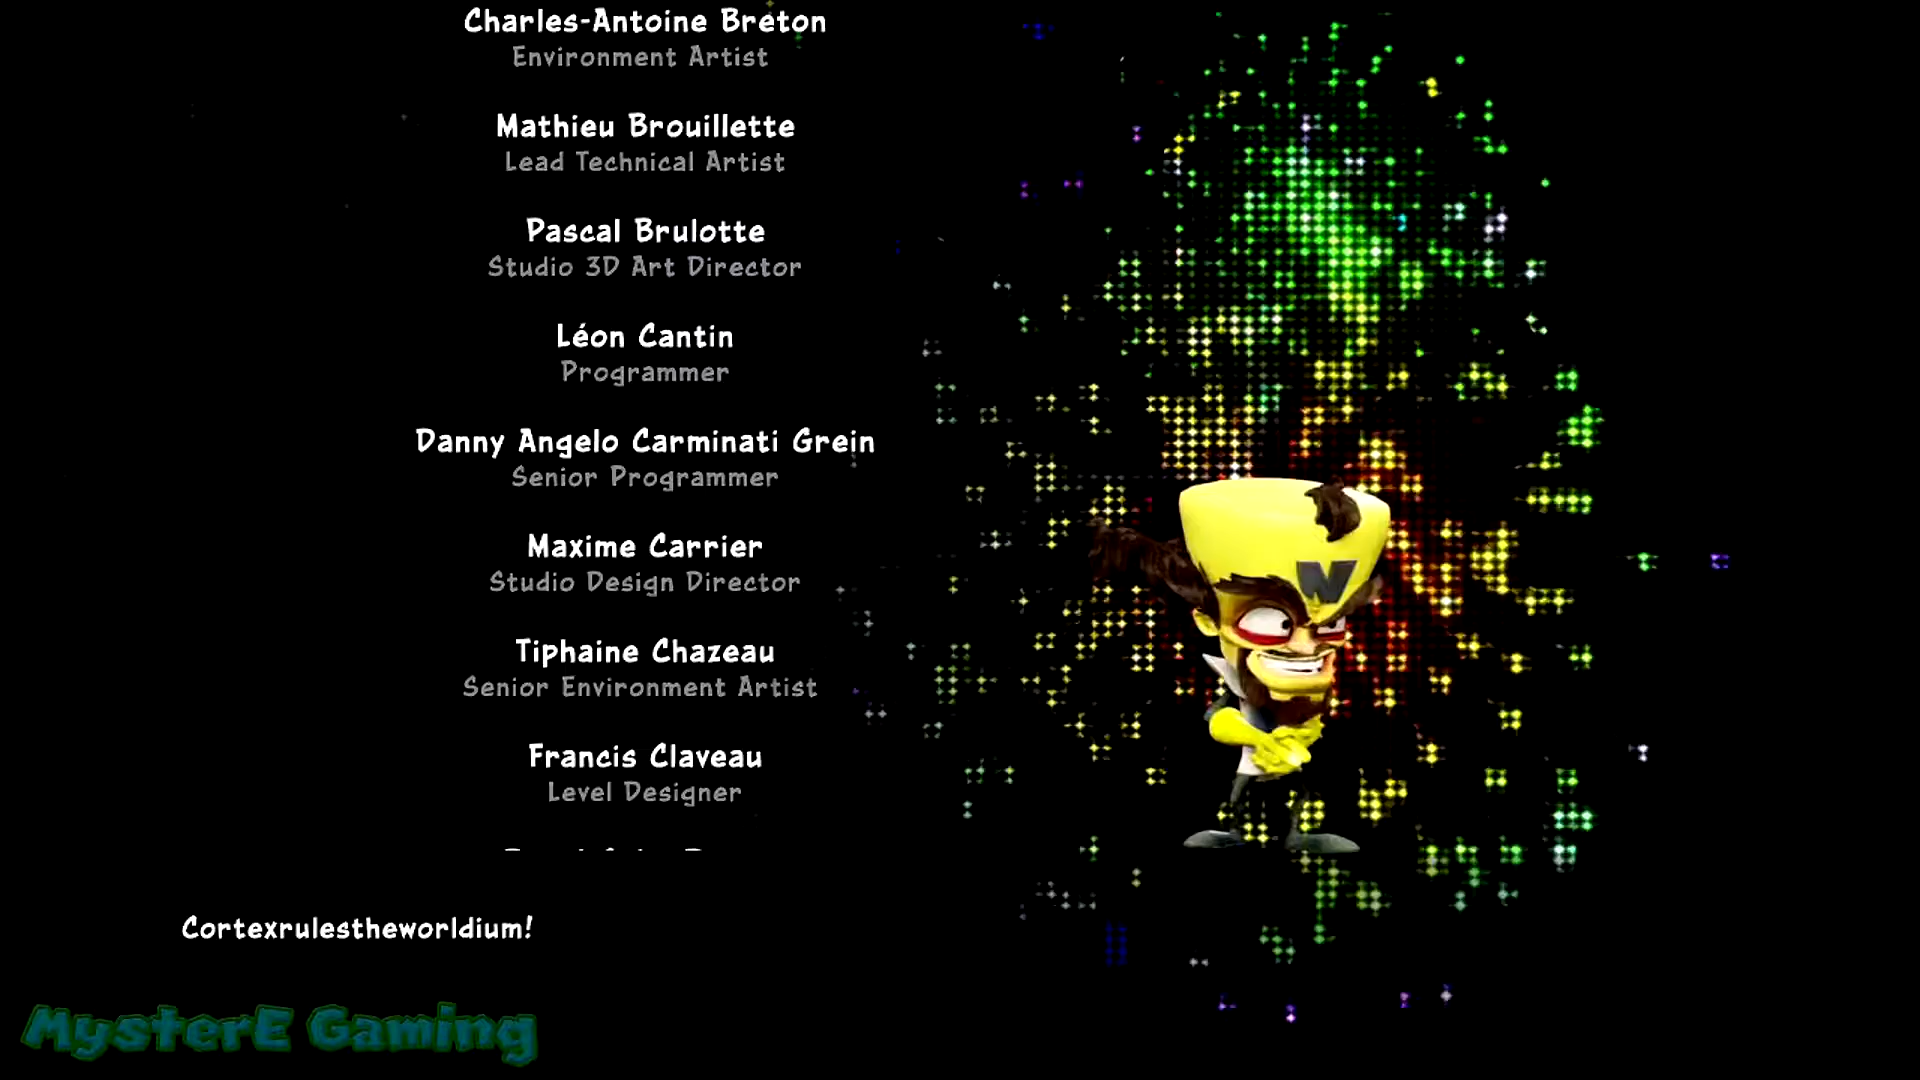 Charles-Antoine Breton
Environment Artist
Mathieu Brouillette
Lead Technical Artist
Pascal Brulotte
Studio 3D Art Director
Léon Cantin
Programmer
Danny Angelo Carminati Grein
Senior Programmer
Maxime Carrier
Studio Design Director
Tiphaine Chazeau
Senior Environment Artist
Francis Claveau
Level Designer
N
Cortexrulestheworldium!
MysterE Gaming